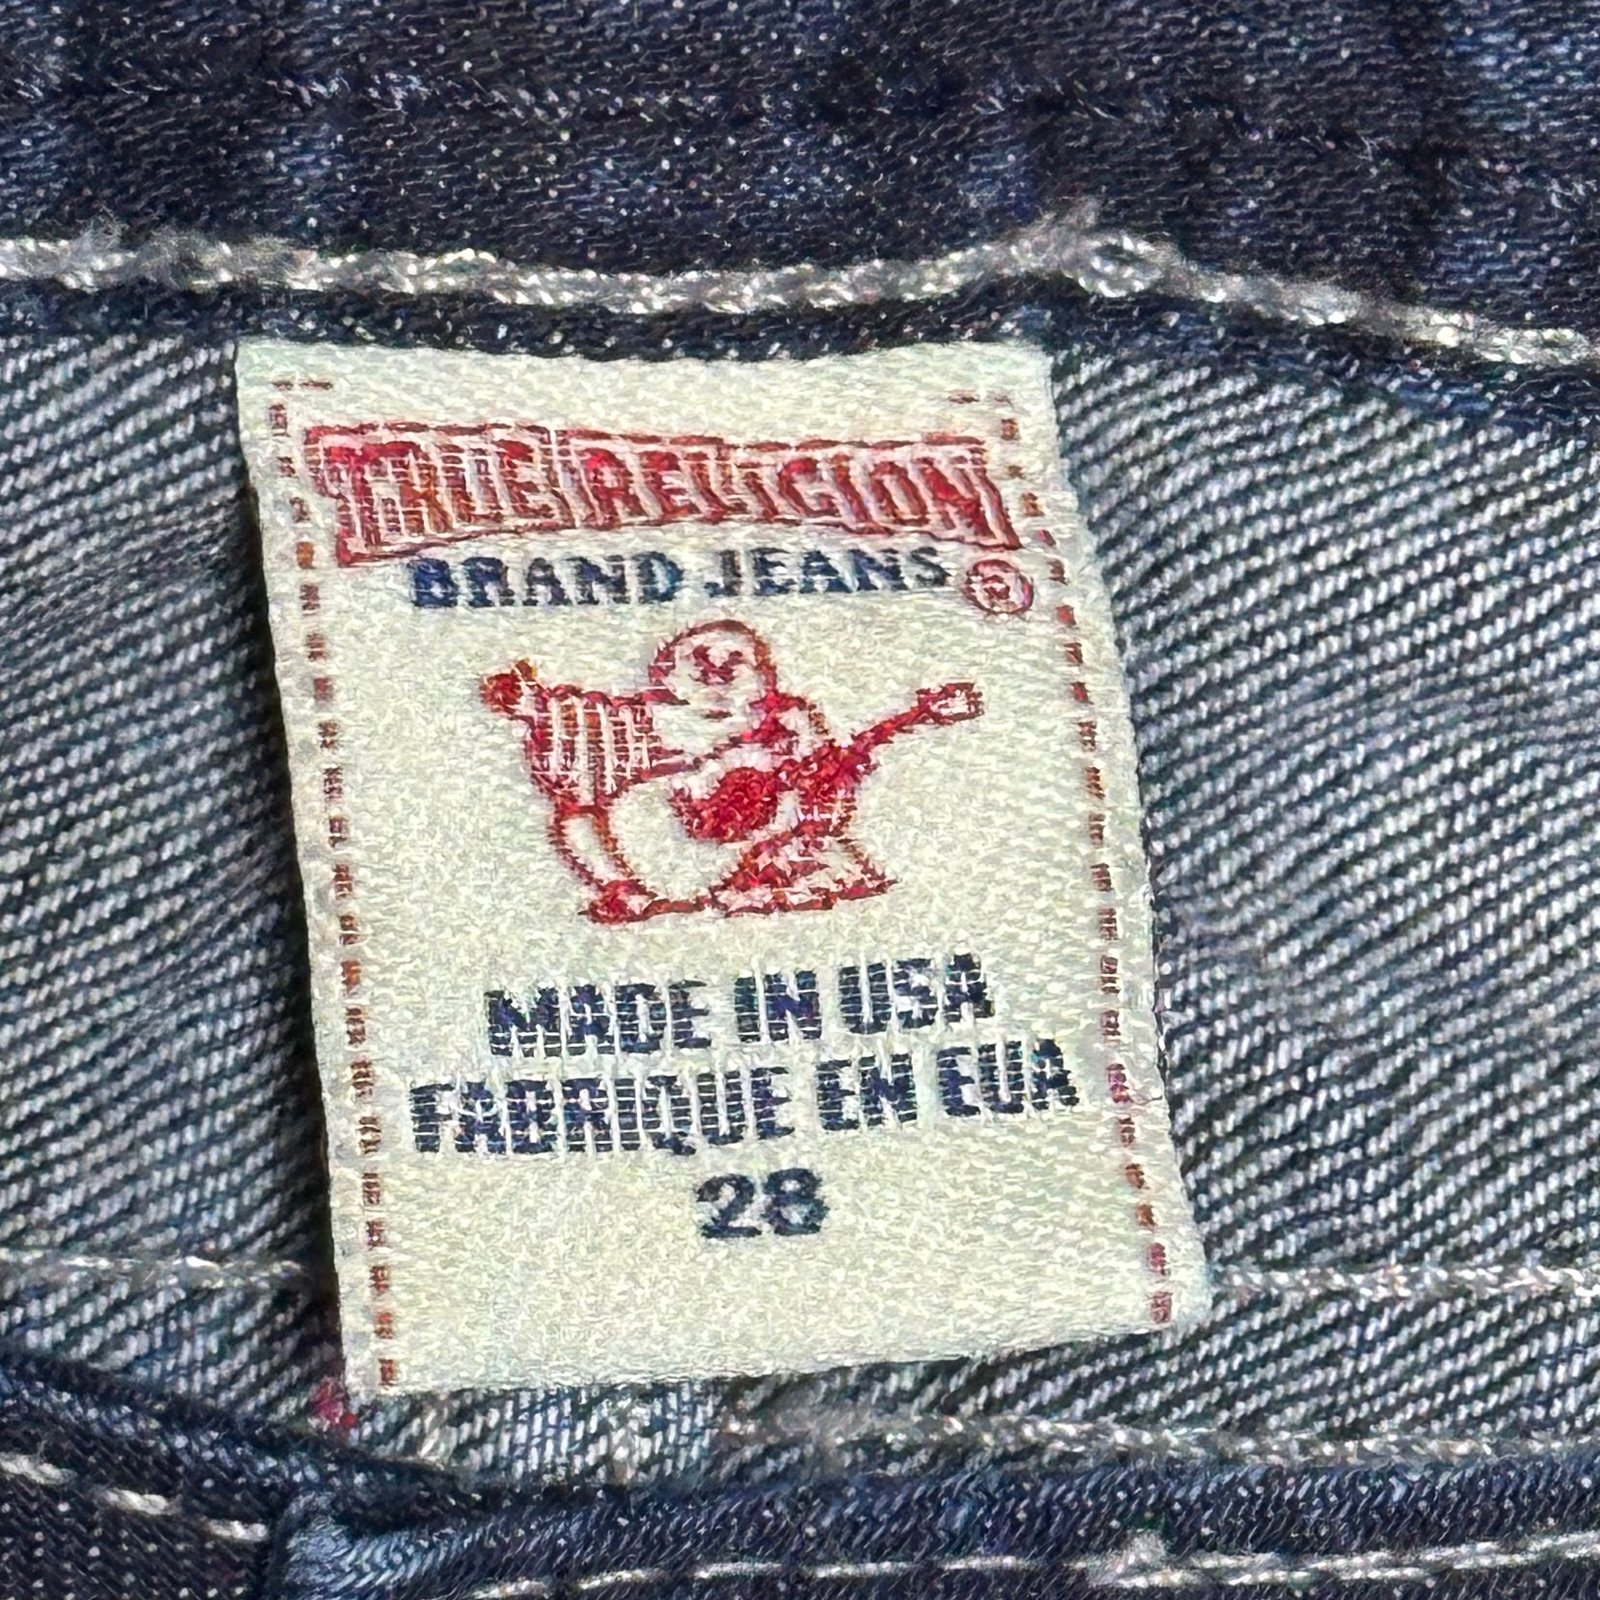 TRUE RELIGION
BRAND JEANS ®
MADE IN USA
FABRIQUE EN EUA
28